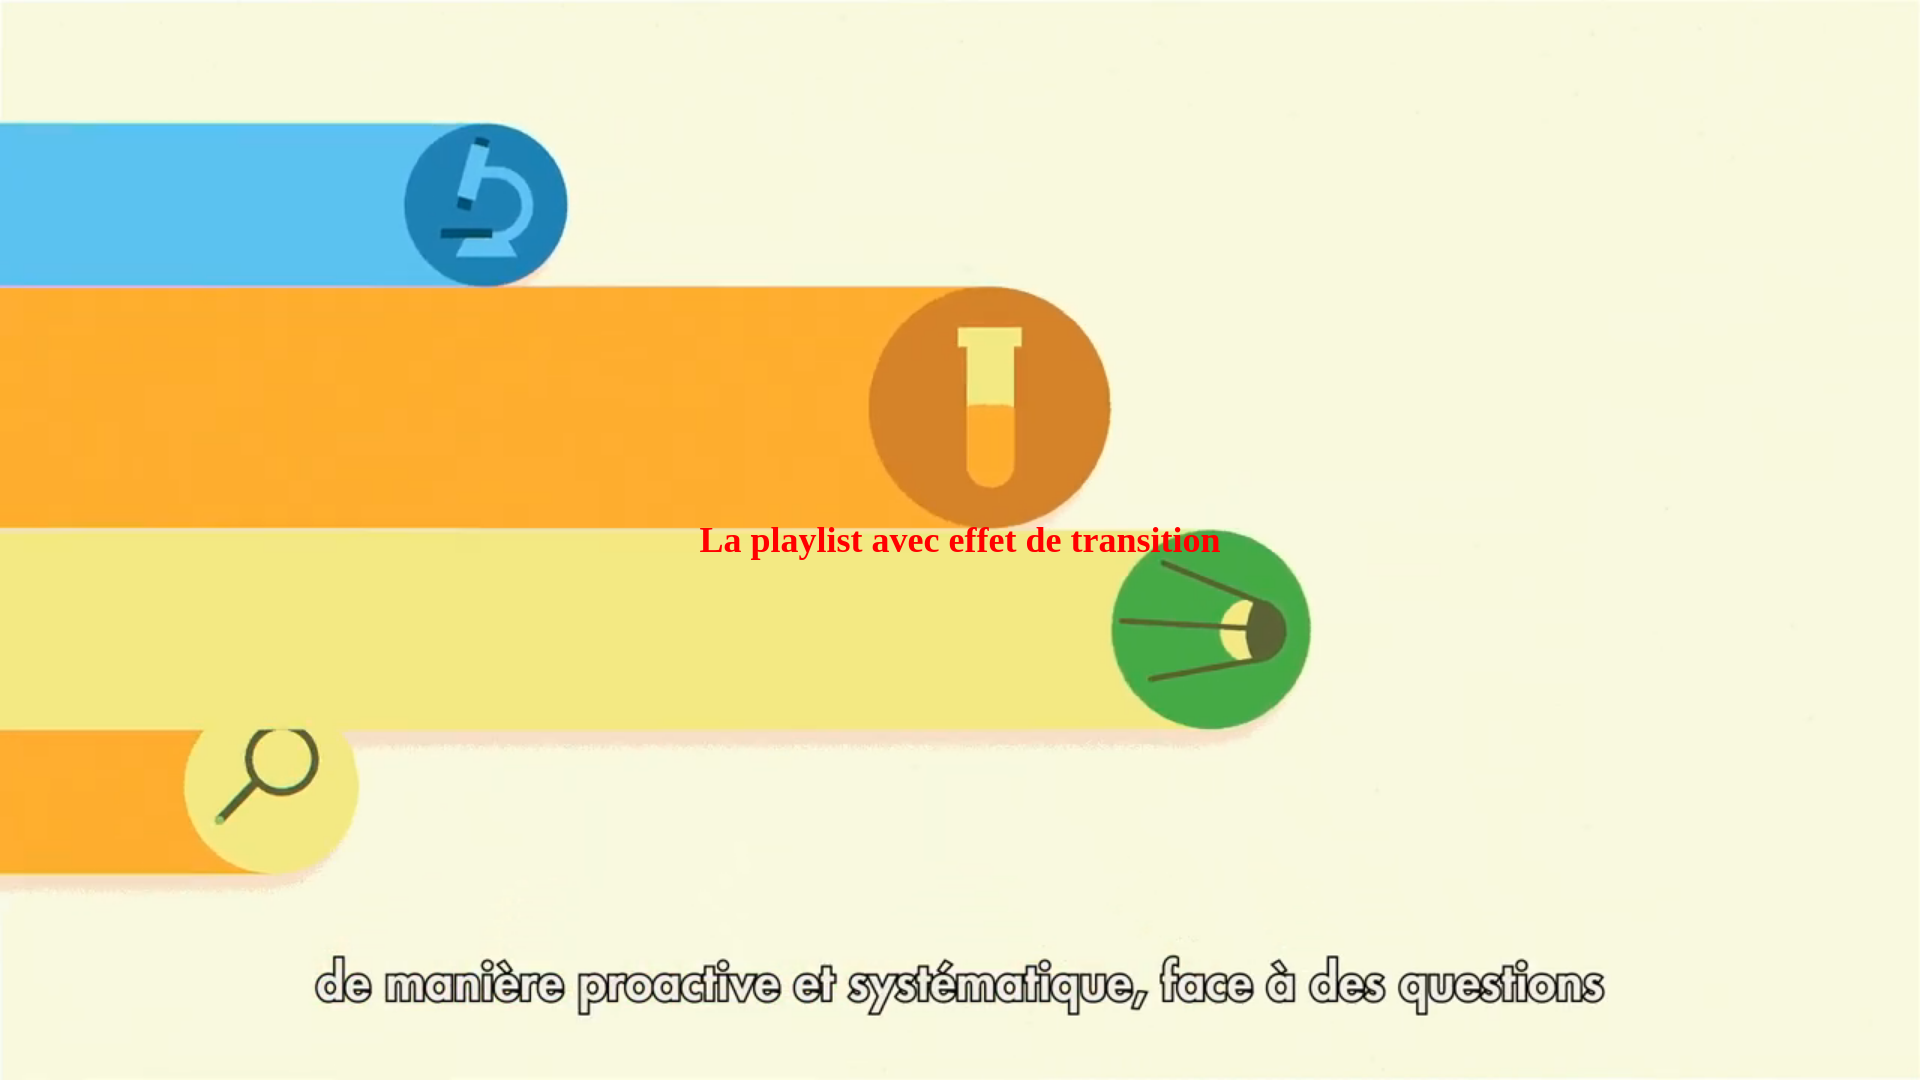 La playlist avec effet de transition
de manière proactive et systématique, face à des questions